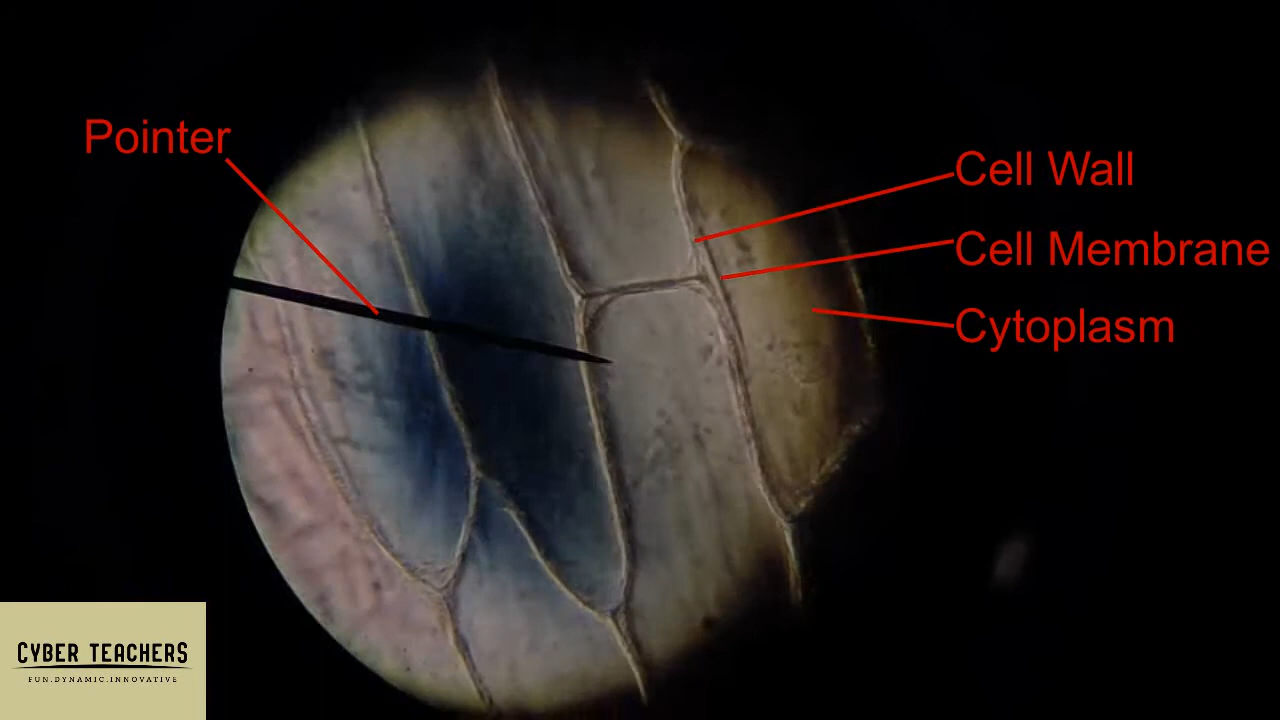 Pointer
Cell Wall
Cell Membrane
Cytoplasm
CYBER TEACHERS
FUN.DYNAMIC.INNOVATIVE